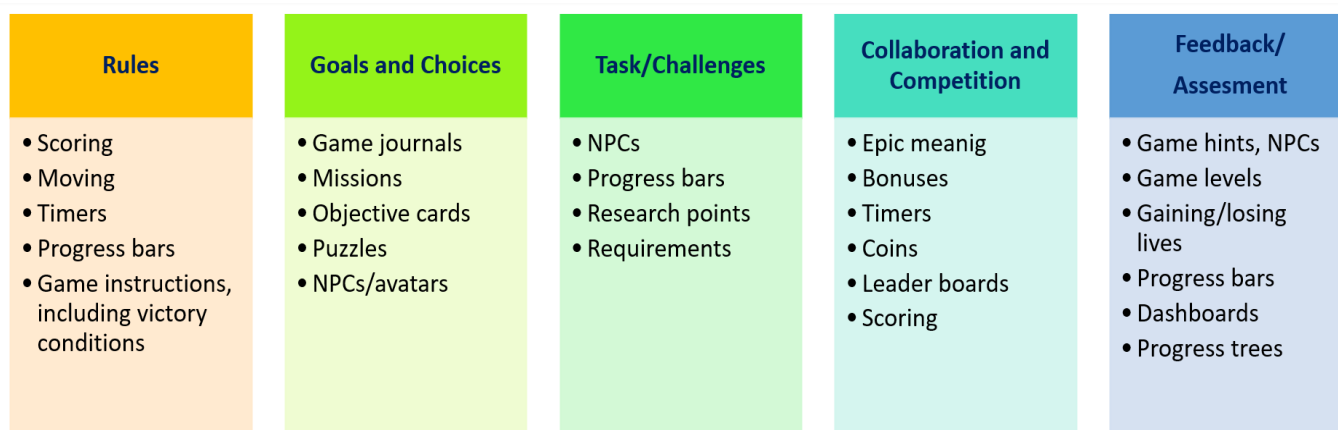 Rules
• Scoring
• Moving
• Timers
• Progress bars
• Game instructions,
including victory
conditions
Goals and Choices
• Game journals
• Missions
• Objective cards
• Puzzles
• NPCs/avatars
Task/Challenges
• NPCs
• Progress bars
• Research points
• Requirements
Collaboration and
Competition
• Epic meanig
• Bonuses
• Timers
• Coins
• Leader boards
• Scoring
Feedback/
Assesment
• Game hints, NPCs
• Game levels
• Gaining/losing
lives
• Progress bars
• Dashboards
• Progress trees